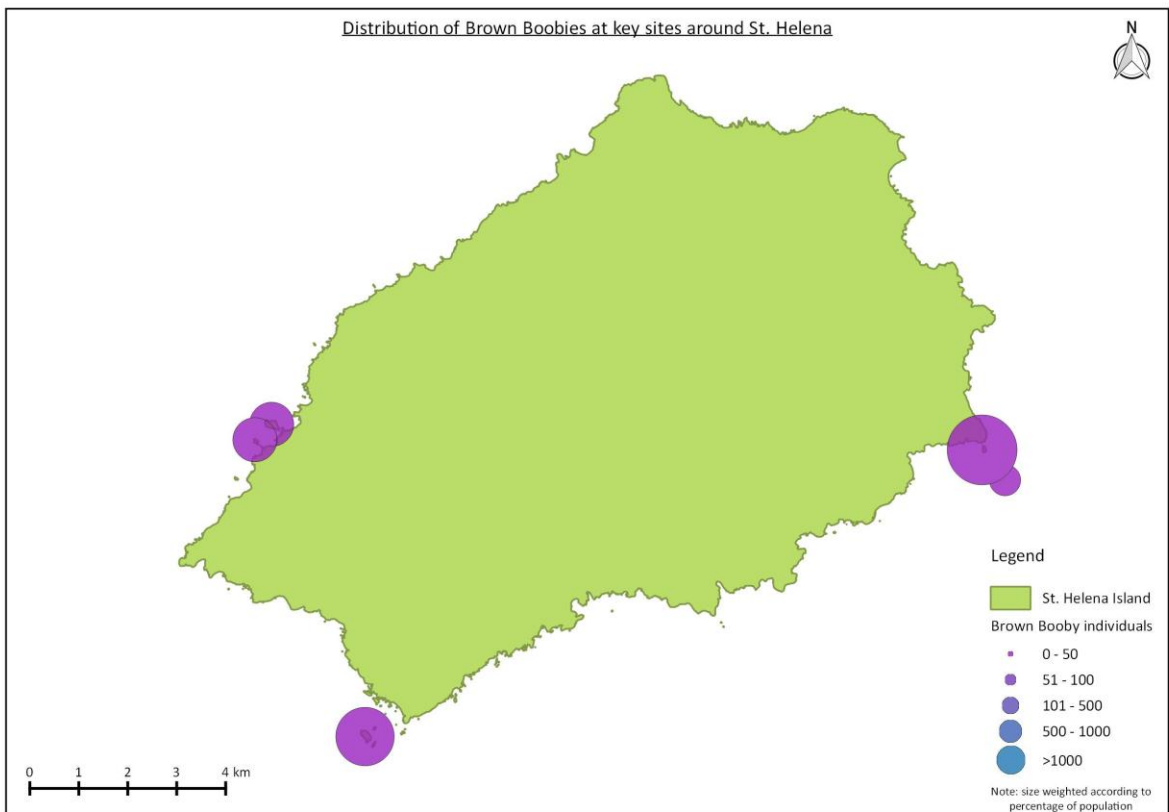 Distribution of Brown Boobies at key sites around St. Helena
N
Legend
St. Helena Island
Brown Booby individuals
0 - 50
51 - 100
101 - 500
500 - 1000
>1000
Note: size weighted according to
percentage of population
0 1 2 3 4 km